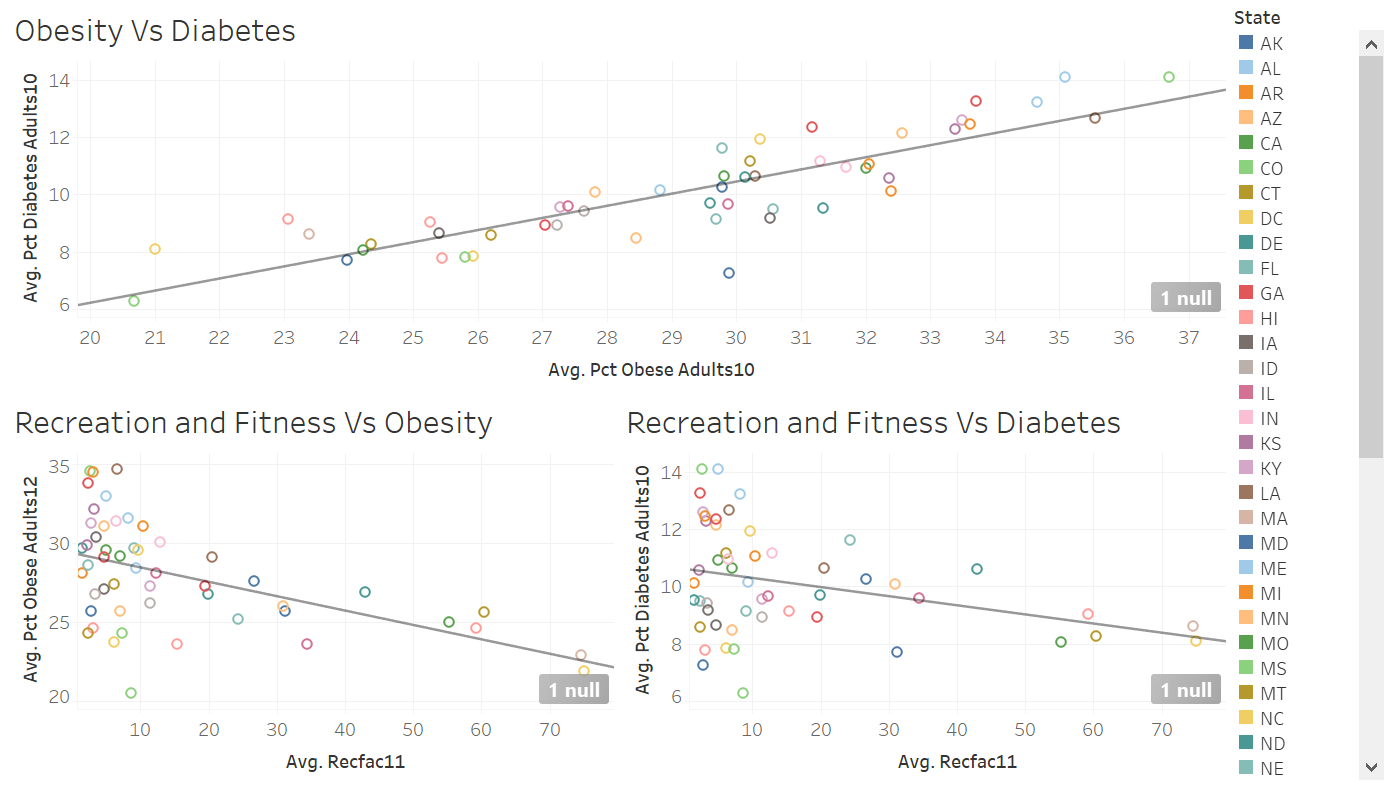 Obesity Vs Diabetes
Avg. Pct Diabetes Adults10
14
12
10
8
6
1 null
20 21 22 23 24 25 26 27 28 29 30 31 32 33 34 35 36 37
Avg. Pct Obese Adults10
Recreation and Fitness Vs Obesity
Avg. Pct Obese Adults12
35
30
25
20
1 null
10 20 30 40 50 60 70
Avg. Recfac11
Recreation and Fitness Vs Diabetes
Avg. Pct Diabetes Adults10
14
12
10
8
6
1 null
10 20 30 40 50 60 70
Avg. Recfac11
State
AK
AL
AR
AZ
CA
CO
CT
DC
DE
FL
GA
HI
IA
ID
IL
IN
KS
KY
LA
MA
MD
ME
MI
MN
MO
MS
MT
NC
ND
NE